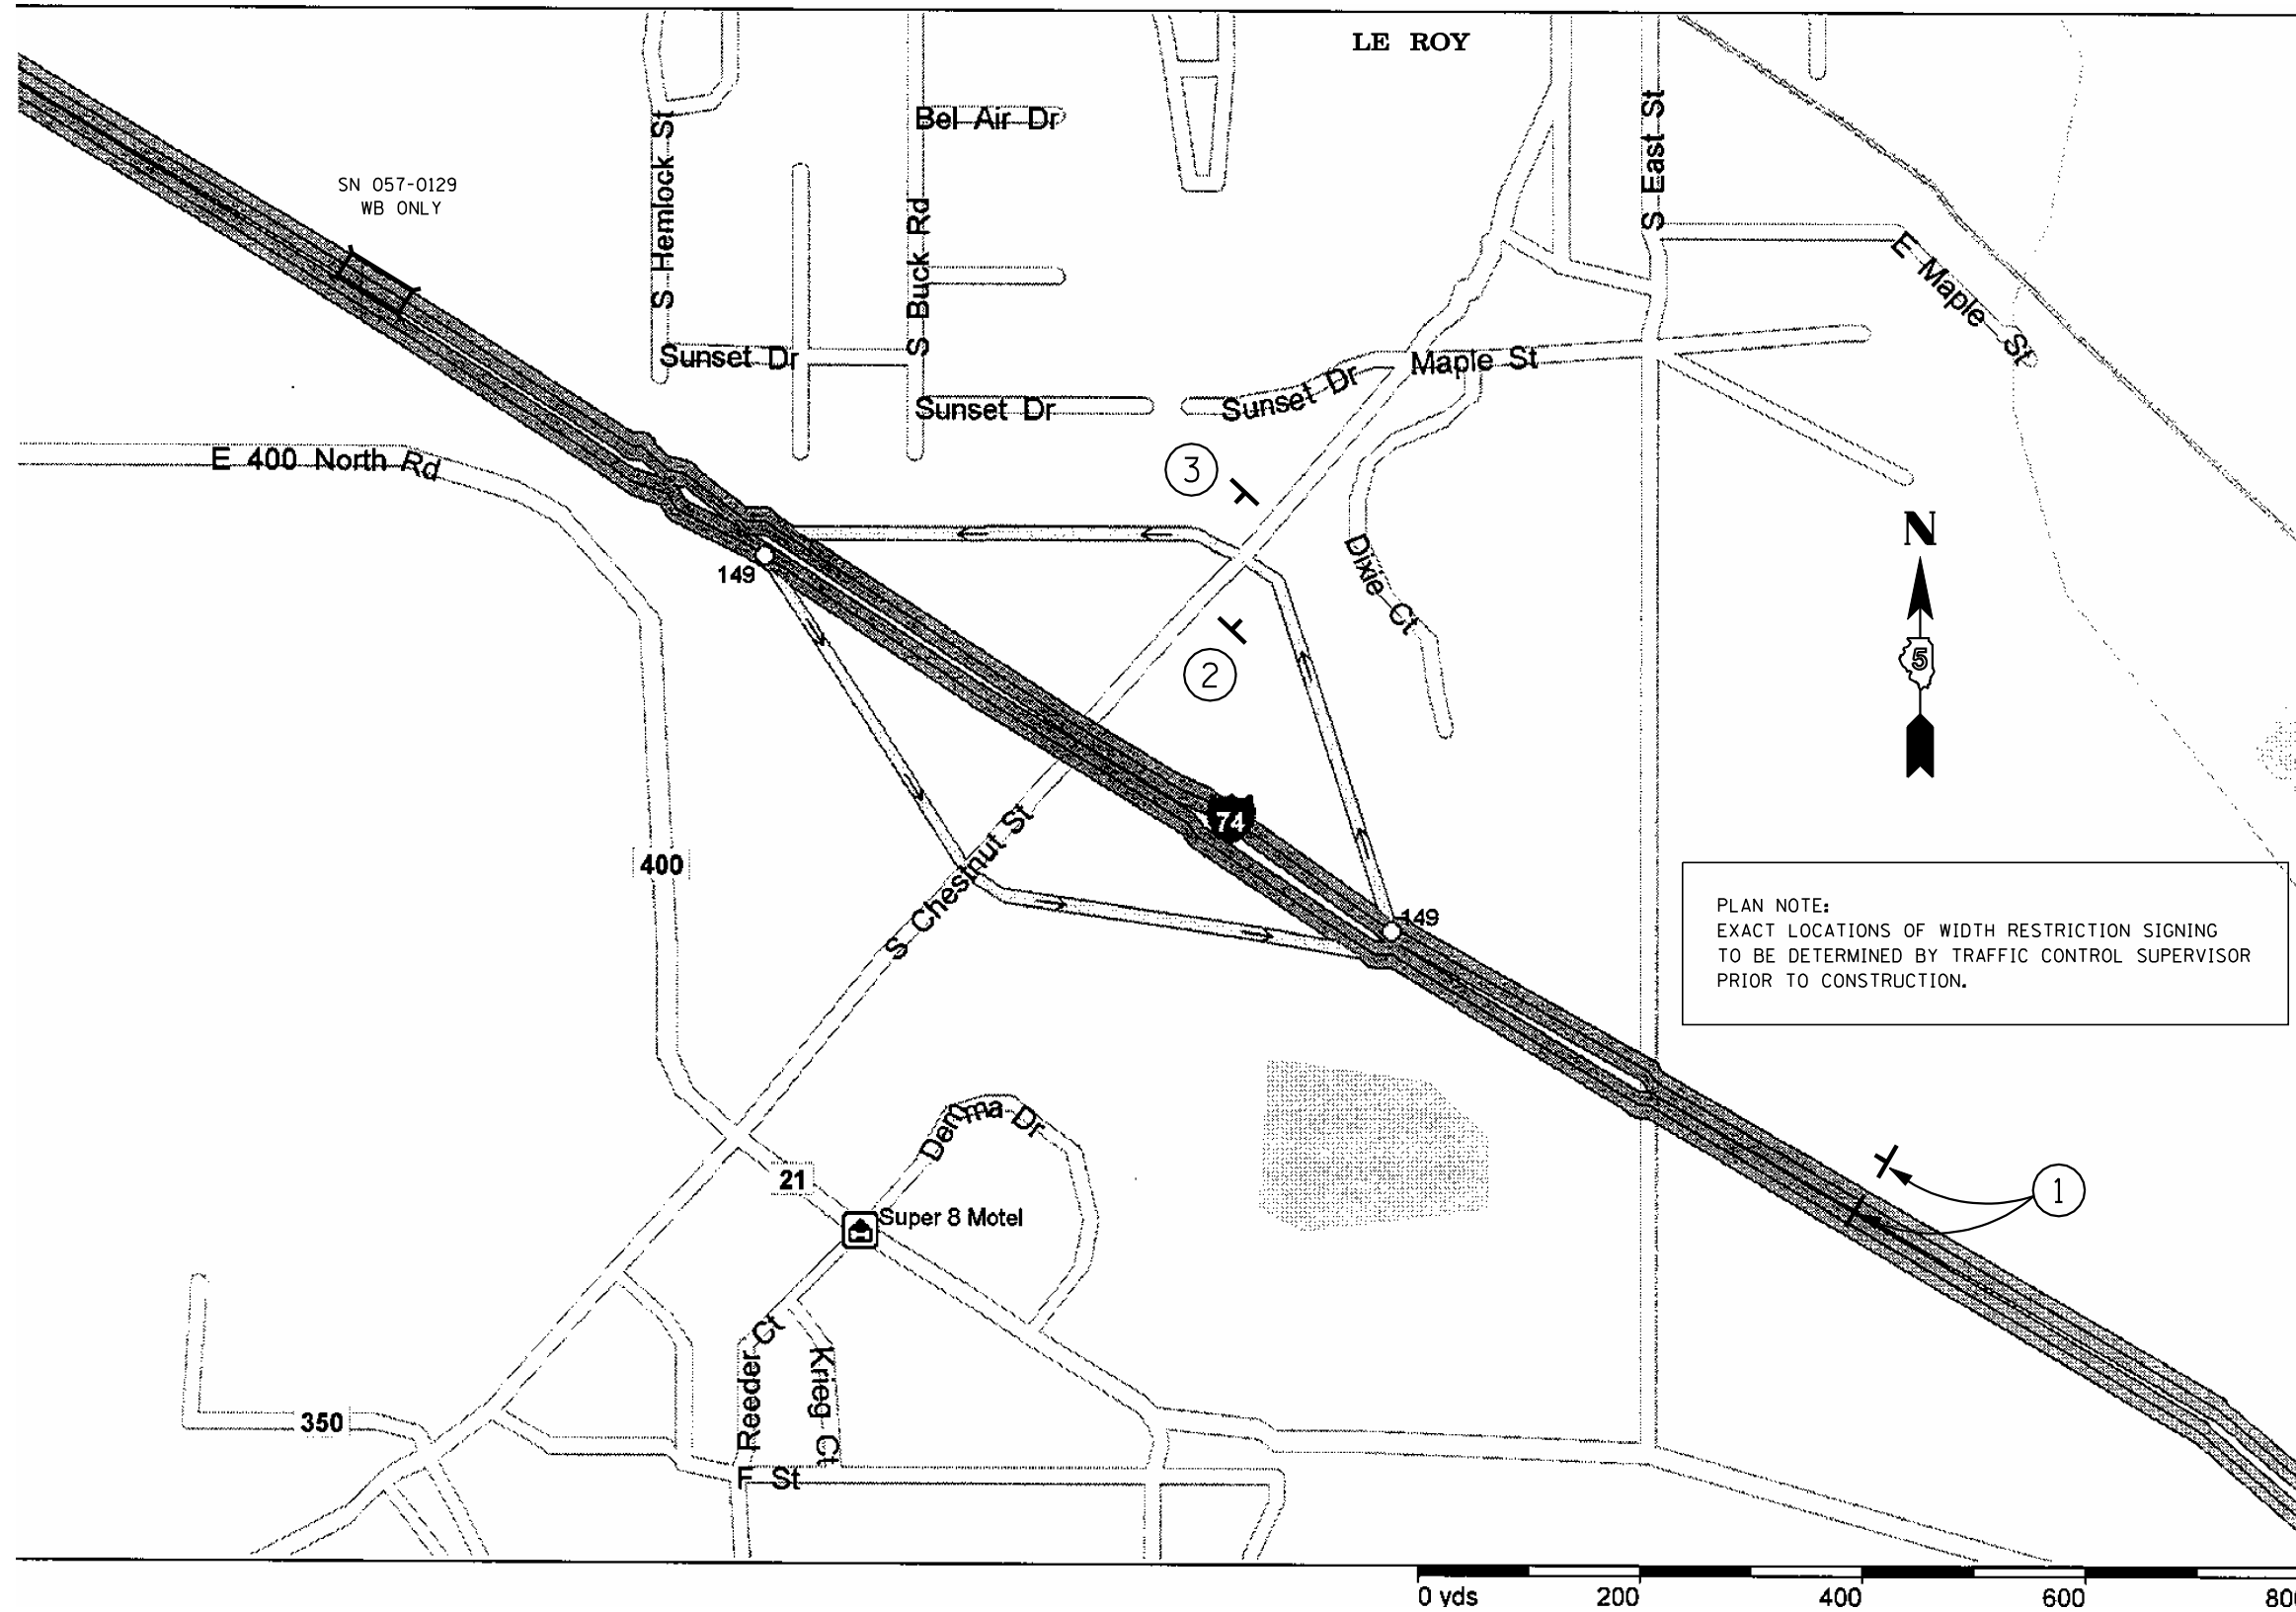 LE ROY
Bel Air Dr
S Hemlock St
S East St
SN 057-0129
WB ONLY
S Buck Rd
E Maple St
Sunset Dr
Maple St
Sunset Dr
Sunset Dr
E 400 North Rd
3
N
149
Dixie Ct
5
2
74
S Chestnut St
400
149
PLAN NOTE:
EXACT LOCATIONS OF WIDTH RESTRICTION SIGNING
TO BE DETERMINED BY TRAFFIC CONTROL SUPERVISOR
PRIOR TO CONSTRUCTION.
Demma Dr
21
1
Super 8 Motel
Reeder Ct
Krieg Ct
350
F St
0 yds 200 400 600